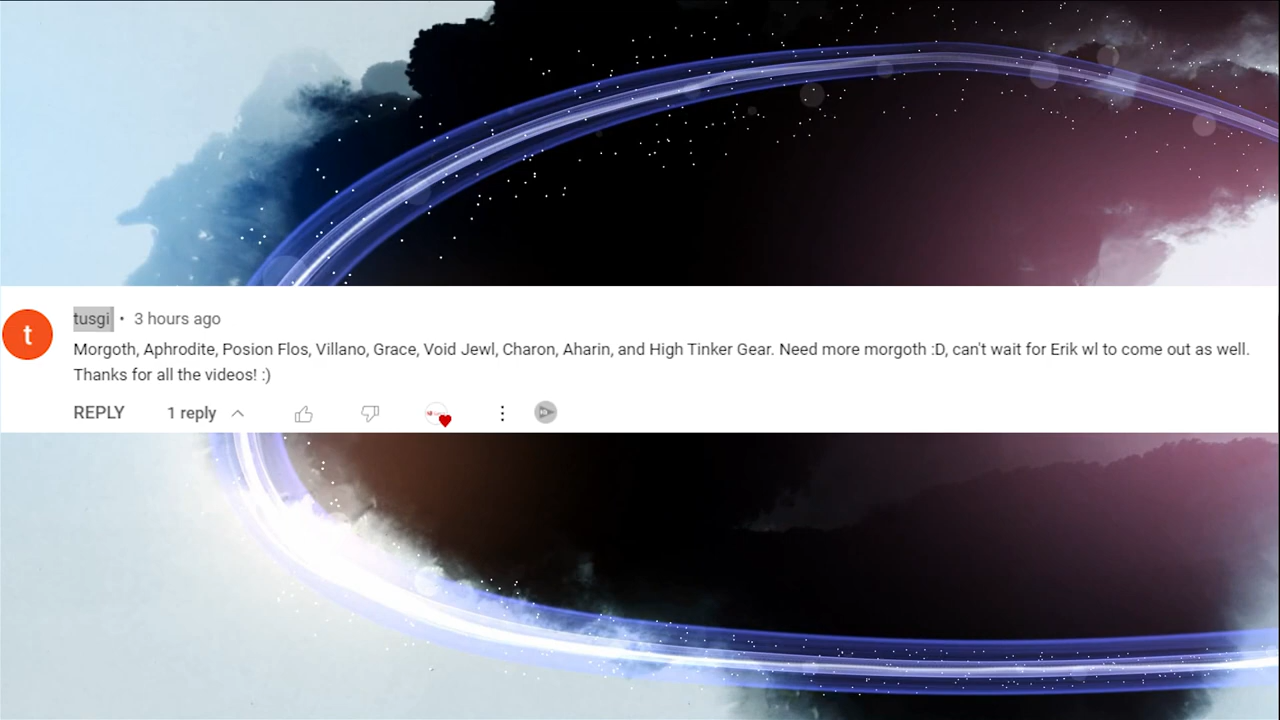 t
tusgi • 3 hours ago
Morgoth, Aphrodite, Posion Flos, Villano, Grace, Void Jewl, Charon, Aharin, and High Tinker Gear. Need more morgoth :D, can't wait for Erik wl to come out as well.
Thanks for all the videos! :)
REPLY 1 reply